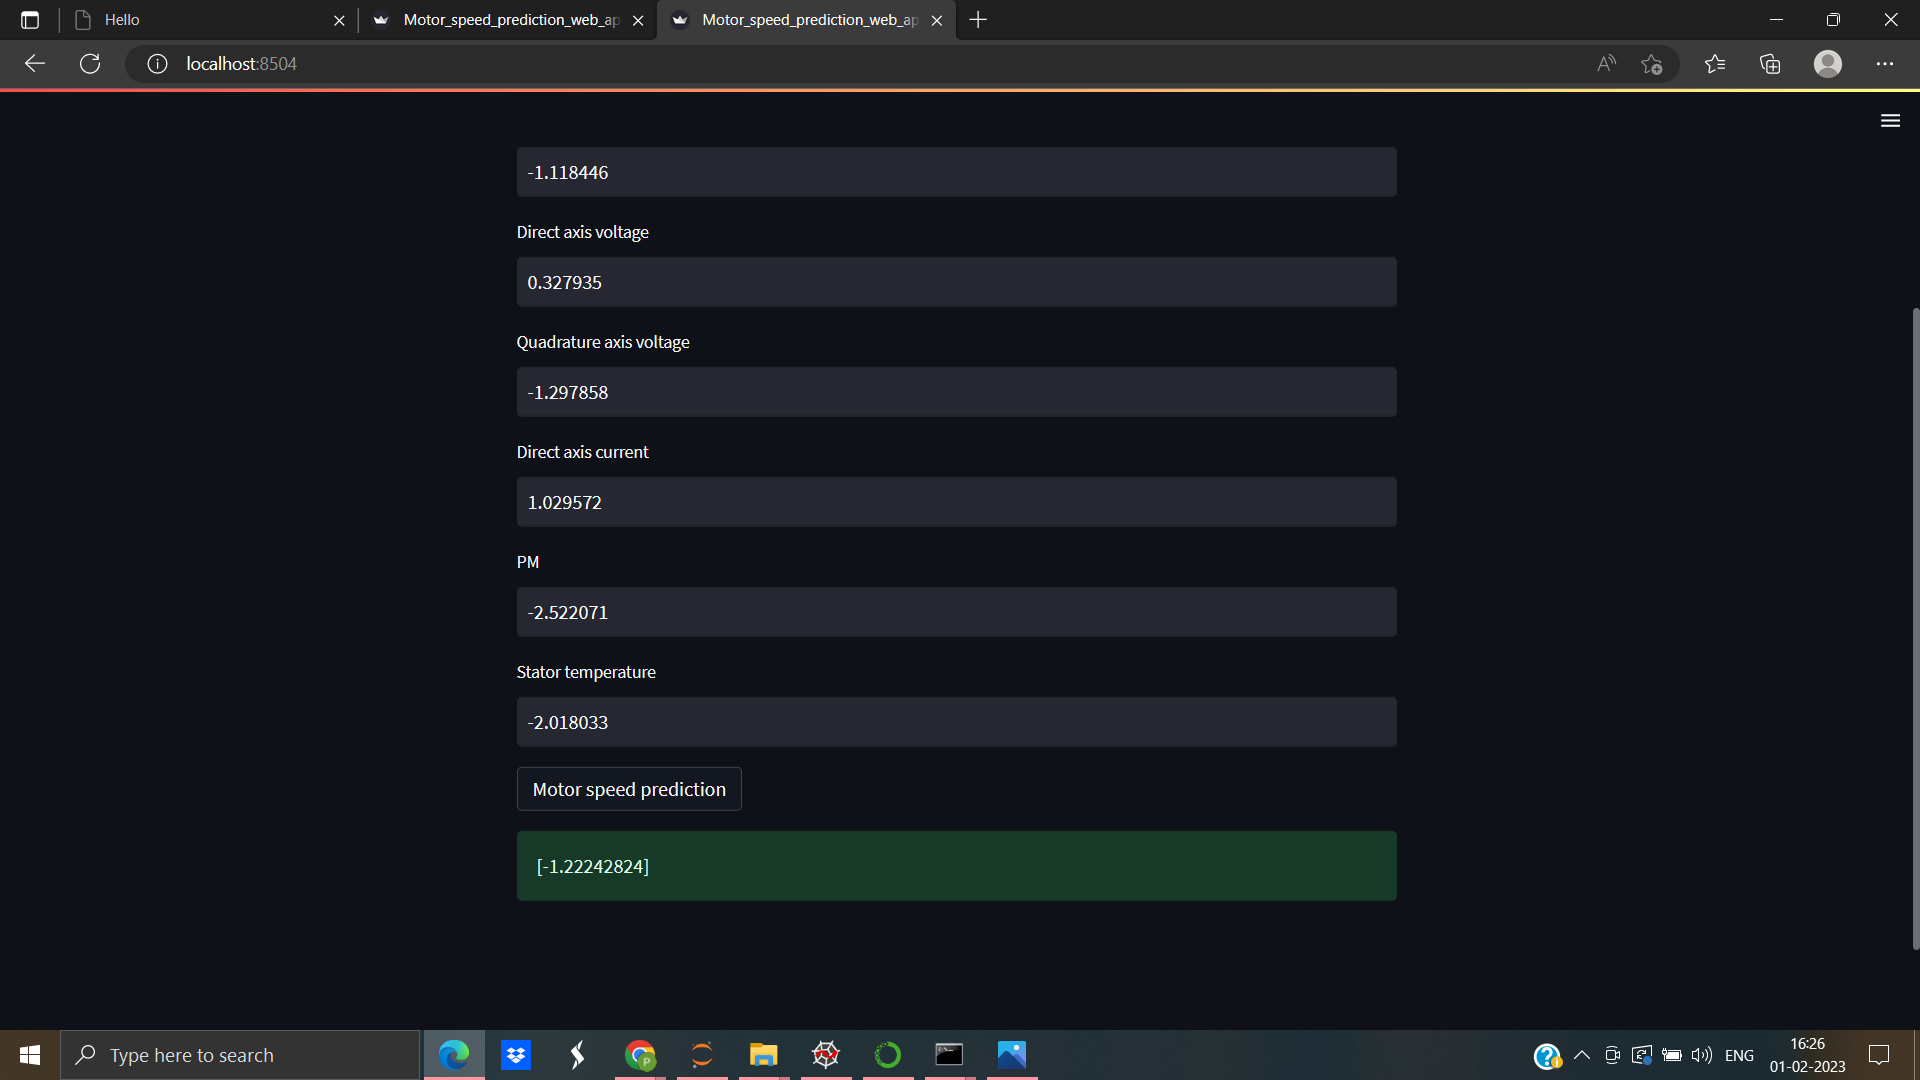 Hello
Motor_speed_prediction_web_ap
Motor_speed_prediction_web_ap
localhost:8504
-1.118446
Direct axis voltage
0.327935
Quadrature axis voltage
-1.297858
Direct axis current
1.029572
PM
-2.522071
Stator temperature
-2.018033
Motor speed prediction
[-1.22242824]
Type here to search
ENG
16:26
01-02-2023